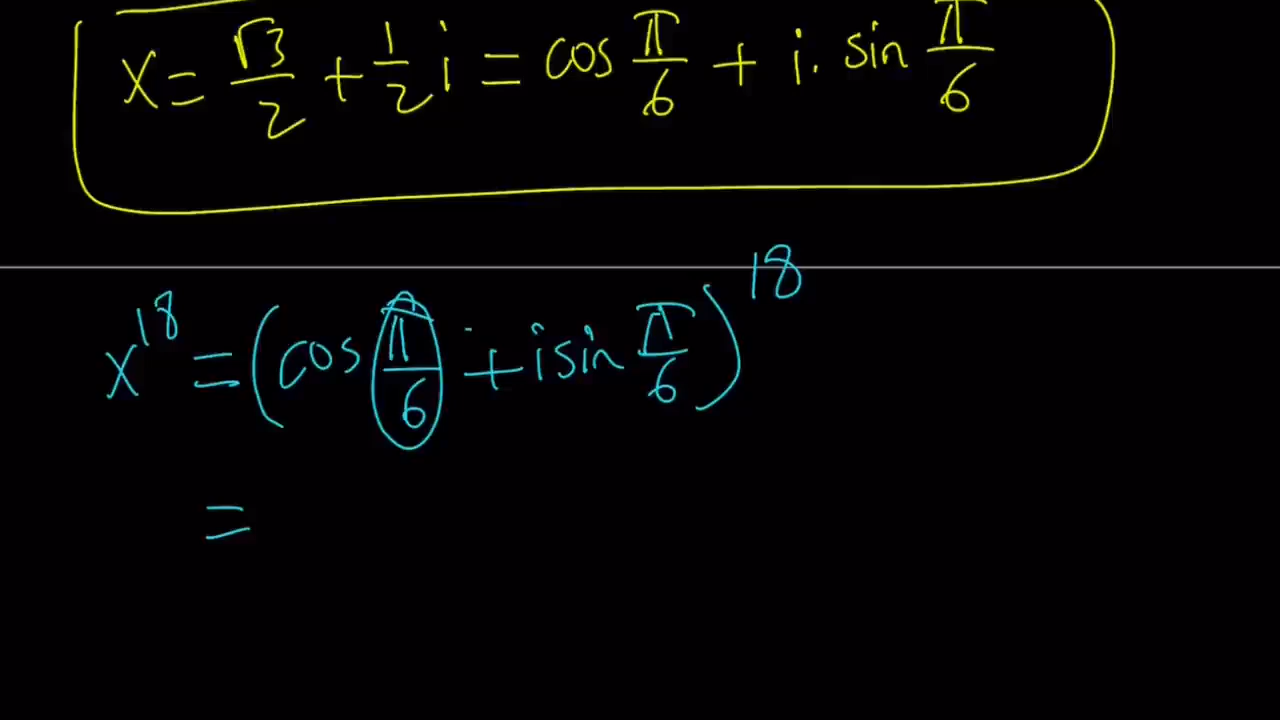 x = √3/2 + 1/2 i = cos π/6 + i. sin π/6
x^18 = (cos π/6 + i sin π/6)^18
=